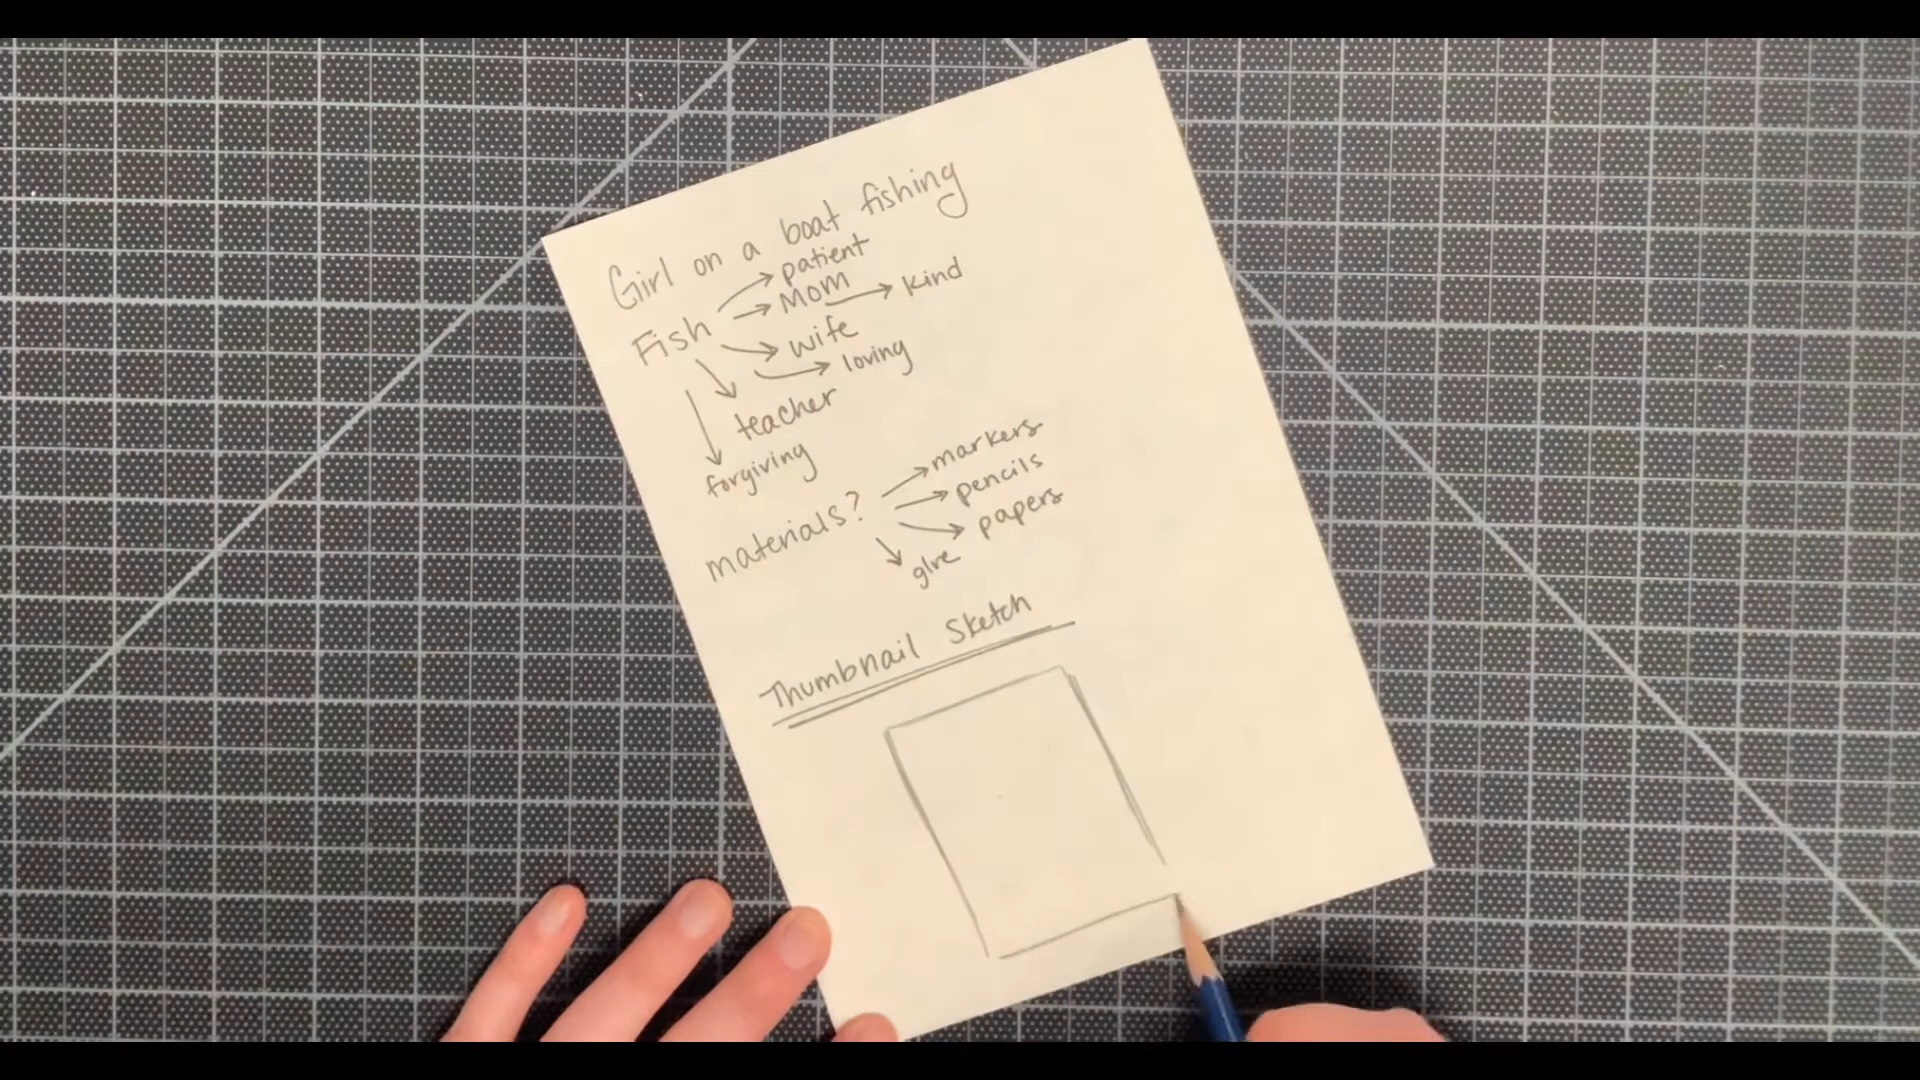 Girl on a boat fishing
Fish → patient
→ Mom → kind
→ wife
→ loving
→ teacher
→ forgiving
materials? → markers
→ pencils
→ papers
→ glue
Thumbnail Sketch